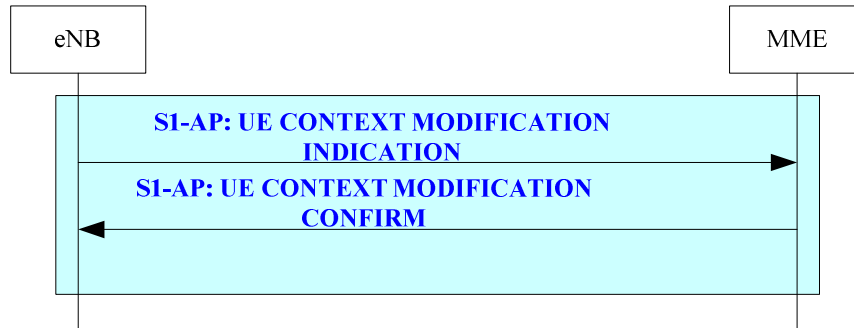 eNB
MME
S1-AP: UE CONTEXT MODIFICATION
INDICATION
S1-AP: UE CONTEXT MODIFICATION
CONFIRM